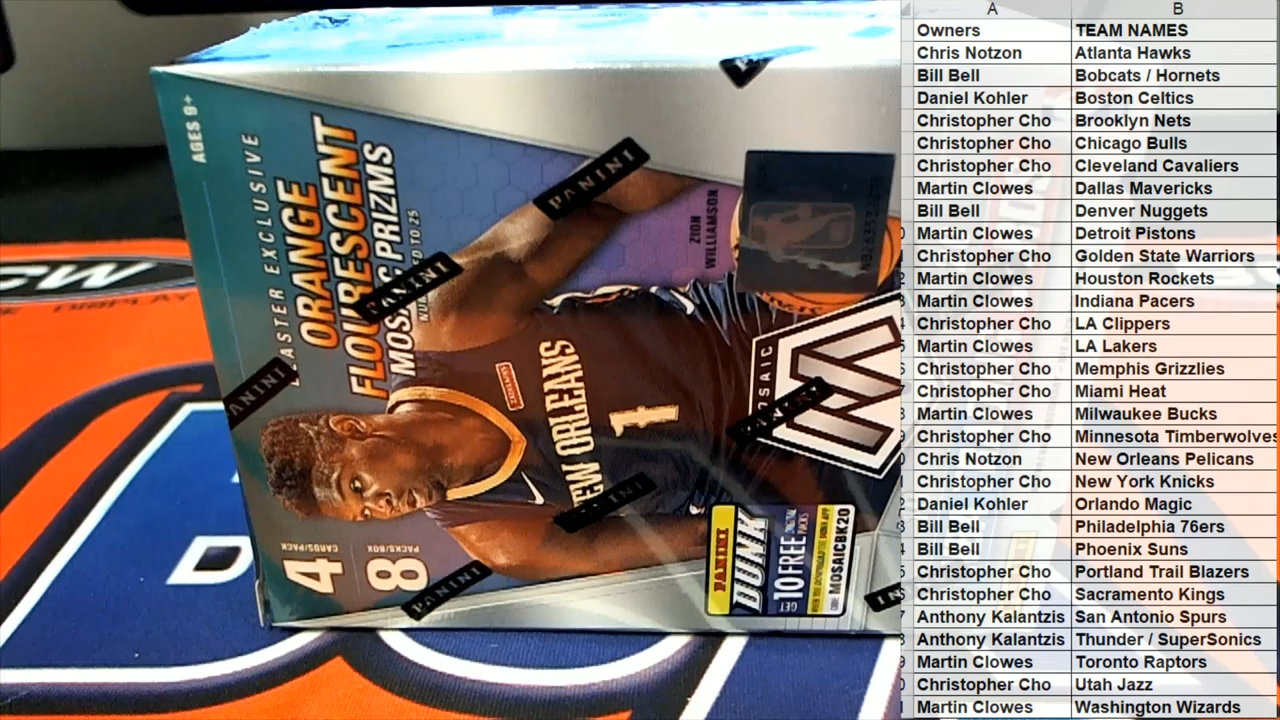 AGES 9+
ORANGE
FLOURESCENT
EXCLUSIVE
ZION
WILLIAMSON
PANINI
PANINI
PANINI
PANINI
PANINI
MOSAIC
NEW ORLEANS
1
4
CARDS/PACK
8
PACKS/BOX
PANINI
DUNK
GET 10 FREE
MOSAICBK20
A B
Owners TEAM NAMES
Chris Notzon Atlanta Hawks
Bill Bell Bobcats / Hornets
Daniel Kohler Boston Celtics
Christopher Cho Brooklyn Nets
Christopher Cho Chicago Bulls
Christopher Cho Cleveland Cavaliers
Martin Clowes Dallas Mavericks
Bill Bell Denver Nuggets
Martin Clowes Detroit Pistons
Christopher Cho Golden State Warriors
Martin Clowes Houston Rockets
Martin Clowes Indiana Pacers
Christopher Cho LA Clippers
Martin Clowes LA Lakers
Christopher Cho Memphis Grizzlies
Christopher Cho Miami Heat
Martin Clowes Milwaukee Bucks
Christopher Cho Minnesota Timberwolves
Chris Notzon New Orleans Pelicans
Christopher Cho New York Knicks
Daniel Kohler Orlando Magic
Bill Bell Philadelphia 76ers
Bill Bell Phoenix Suns
Christopher Cho Portland Trail Blazers
Christopher Cho Sacramento Kings
Anthony Kalantzis San Antonio Spurs
Anthony Kalantzis Thunder / SuperSonics
Martin Clowes Toronto Raptors
Christopher Cho Utah Jazz
Martin Clowes Washington Wizards